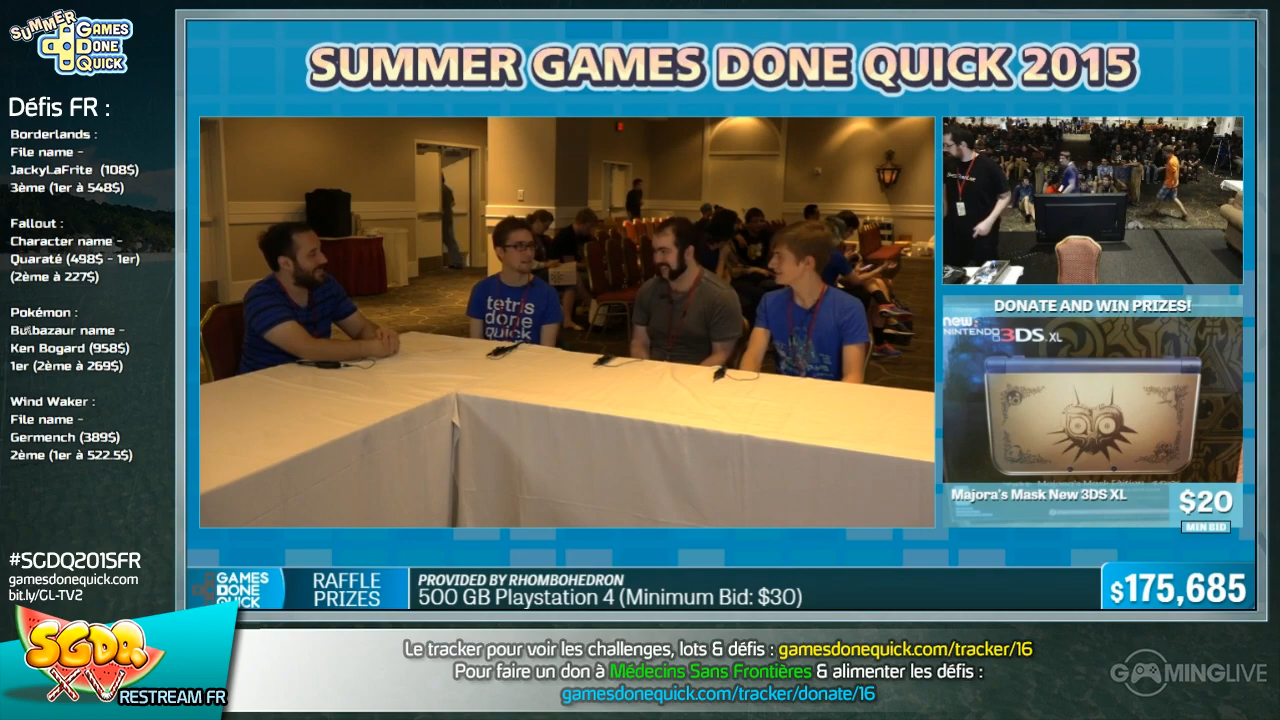 SUMMER
GAMES
DONE
QUICK
SUMMER GAMES DONE QUICK 2015
Défis FR :
Borderlands :
File name -
JackyLaFrite (108$)
3ème (1er à 548$)
Fallout :
Character name -
Quaraté (498$ - 1er)
(2ème à 227$)
Pokémon :
Bulbazaur name -
Ken Bogard (958$)
1er (2ème à 269$)
Wind Waker :
File name -
Germench (389$)
2ème (1er à 522.5$)
#SGDQ2015FR
gamesdonequick.com
bit.ly/GL-TV2
tetris
done
quick
DONATE AND WIN PRIZES!
new
NINTENDO 3DS XL
Majora's Mask New 3DS XL
$20
MIN BID
GAMES
DONE
QUICK
RAFFLE
PRIZES
PROVIDED BY RHOMBOHEDRON
500 GB Playstation 4 (Minimum Bid: $30)
$175,685
SGDQ
XV
RESTREAM FR
Le tracker pour voir les challenges, lots & défis : gamesdonequick.com/tracker/16
Pour faire un don à Médecins Sans Frontières & alimenter les défis :
gamesdonequick.com/tracker/donate/16
GAMINGLIVE